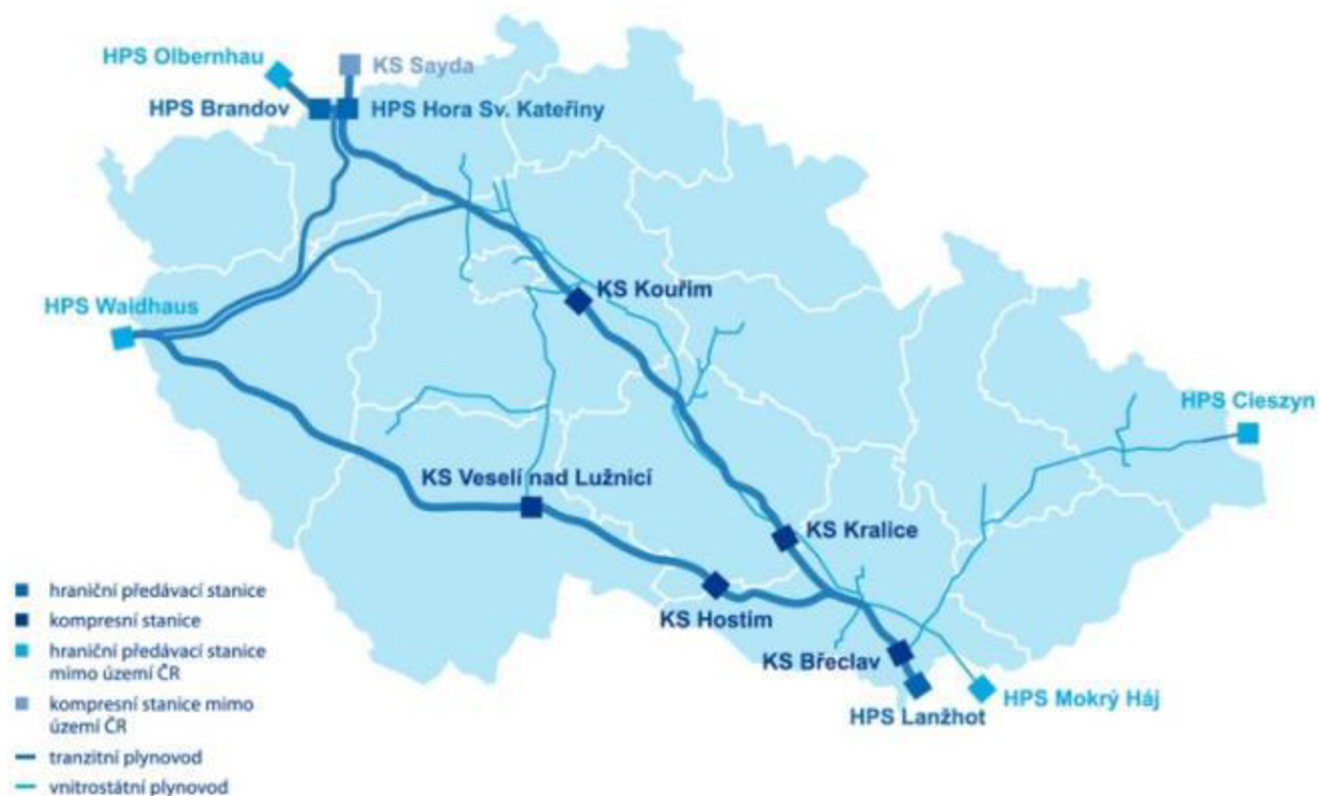 HPS Olbernhau
KS Sayda
HPS Brandov
HPS Hora Sv. Kateřiny
HPS Waidhaus
KS Kouřim
HPS Cieszyn
KS Veselí nad Lužnicí
KS Kralice
KS Hostim
KS Břeclav
HPS Lanžhot
HPS Mokrý Háj
hraniční předávací stanice
kompresní stanice
hraniční předávací stanice
mimo území ČR
kompresní stanice mimo
území ČR
tranzitní plynovod
vnitrostátní plynovod